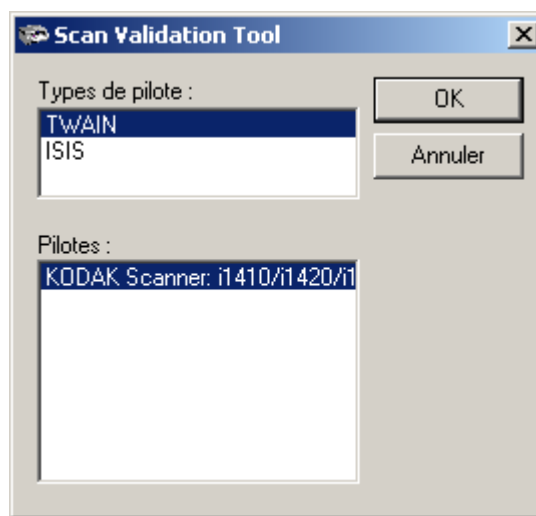 Scan Validation Tool
Types de pilote :
TWAIN
ISIS
OK
Annuler
Pilotes :
KODAK Scanner: i1410/i1420/i1